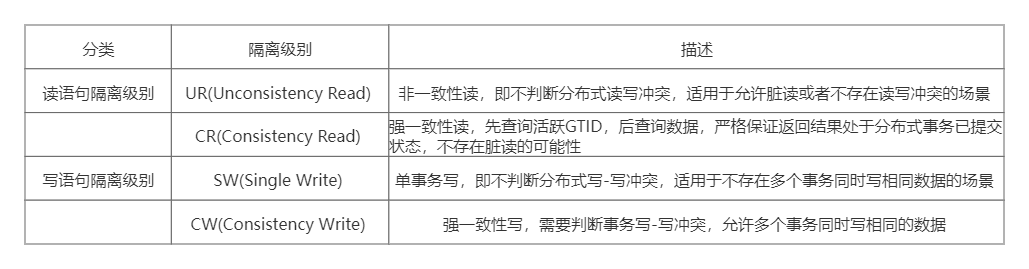 分类 隔离级别 描述
读语句隔离级别 UR(Unconsistency Read) 非一致性读，即不判断分布式读写冲突，适用于允许脏读或者不存在读写冲突的场景
CR(Consistency Read) 强一致性读，先查询活跃GTID，后查询数据，严格保证返回结果处于分布式事务已提交
状态，不存在脏读的可能性
写语句隔离级别 SW(Single Write) 单事务写，即不判断分布式写-写冲突，适用于不存在多个事务同时写相同数据的场景
CW(Consistency Write) 强一致性写，需要判断事务写-写冲突，允许多个事务同时写相同的数据